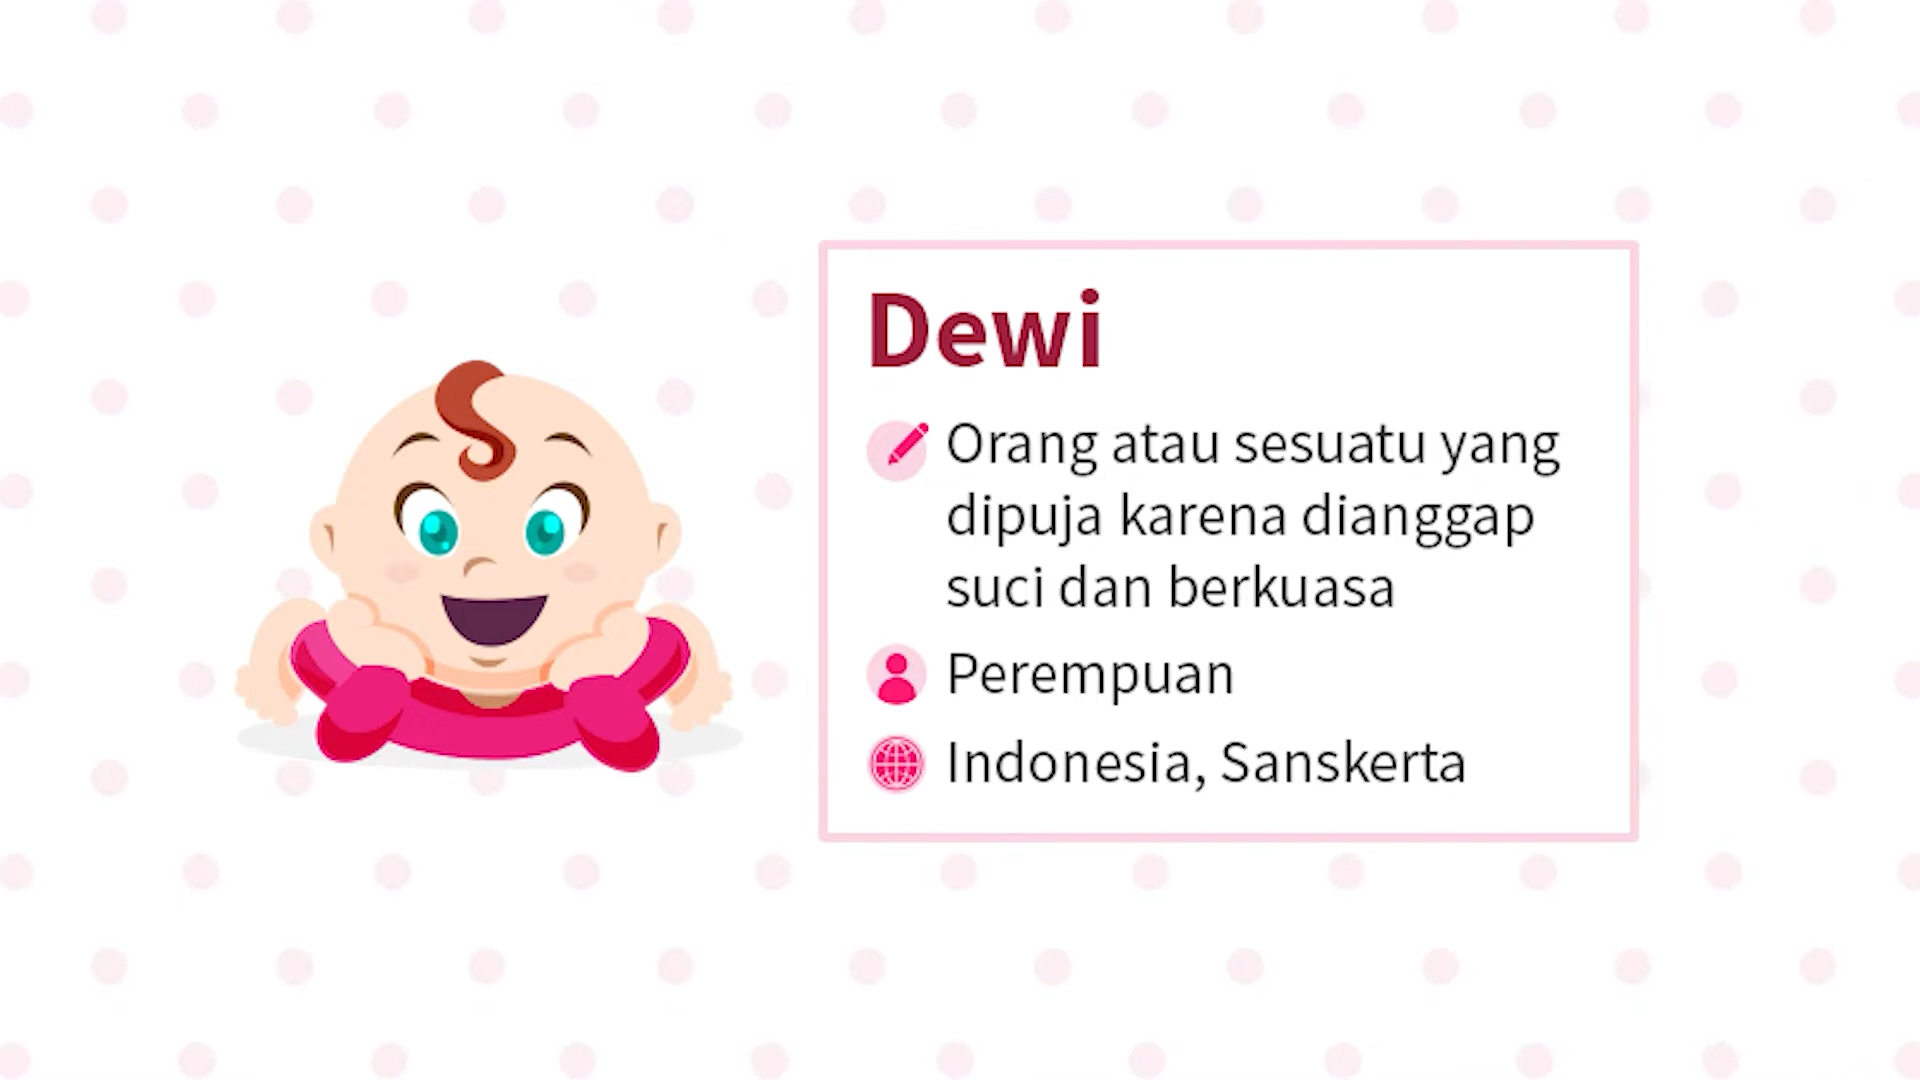 Dewi
Orang atau sesuatu yang
dipuja karena dianggap
suci dan berkuasa
Perempuan
Indonesia, Sanskerta